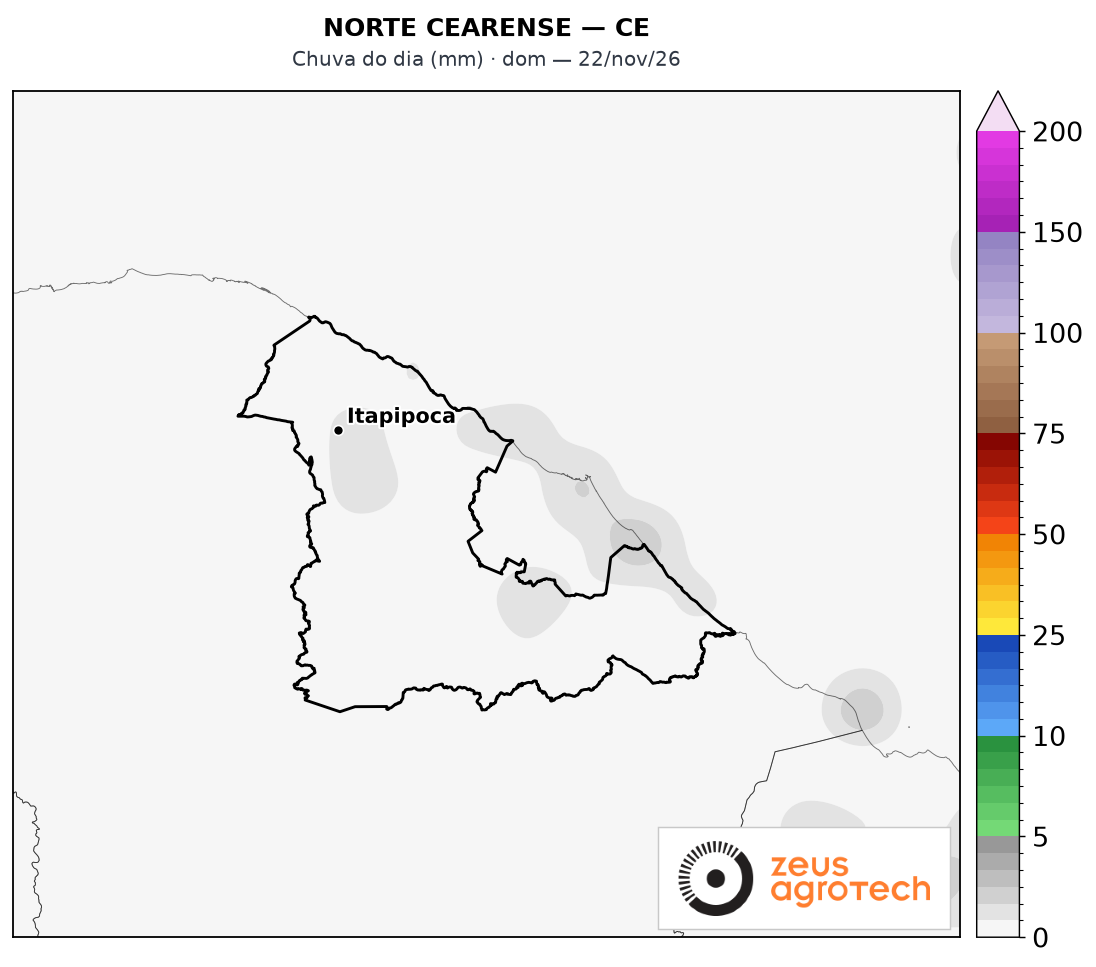 NORTE CEARENSE — CE
Chuva do dia (mm) · dom — 22/nov/26
200
150
100
75
50
25
10
5
0
Itapipoca
zeus
agrotech